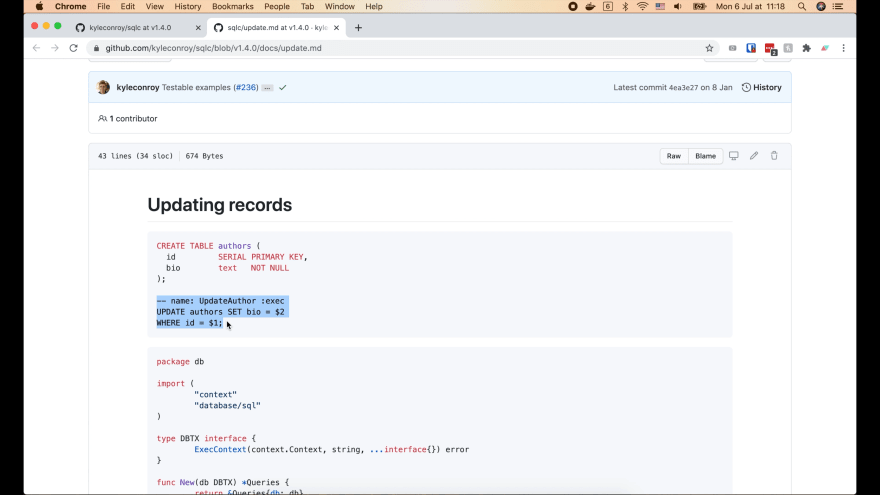 Chrome File Edit View History Bookmarks People Tab Window Help Mon 6 Jul at 11:18
kyleconroy/sqlc at v1.4.0 sqlc/update.md at v1.4.0 · kyle
github.com/kyleconroy/sqlc/blob/v1.4.0/docs/update.md
kyleconroy Testable examples (#236) ... Latest commit 4ea3e27 on 8 Jan History
1 contributor
43 lines (34 sloc) 674 Bytes Raw Blame
Updating records
CREATE TABLE authors (
id SERIAL PRIMARY KEY,
bio text NOT NULL
);
-- name: UpdateAuthor :exec
UPDATE authors SET bio = $2
WHERE id = $1;
package db
import (
"context"
"database/sql"
)
type DBTX interface {
ExecContext(context.Context, string, ...interface{}) error
}
func New(db DBTX) *Queries {
return &Queries{db: db}